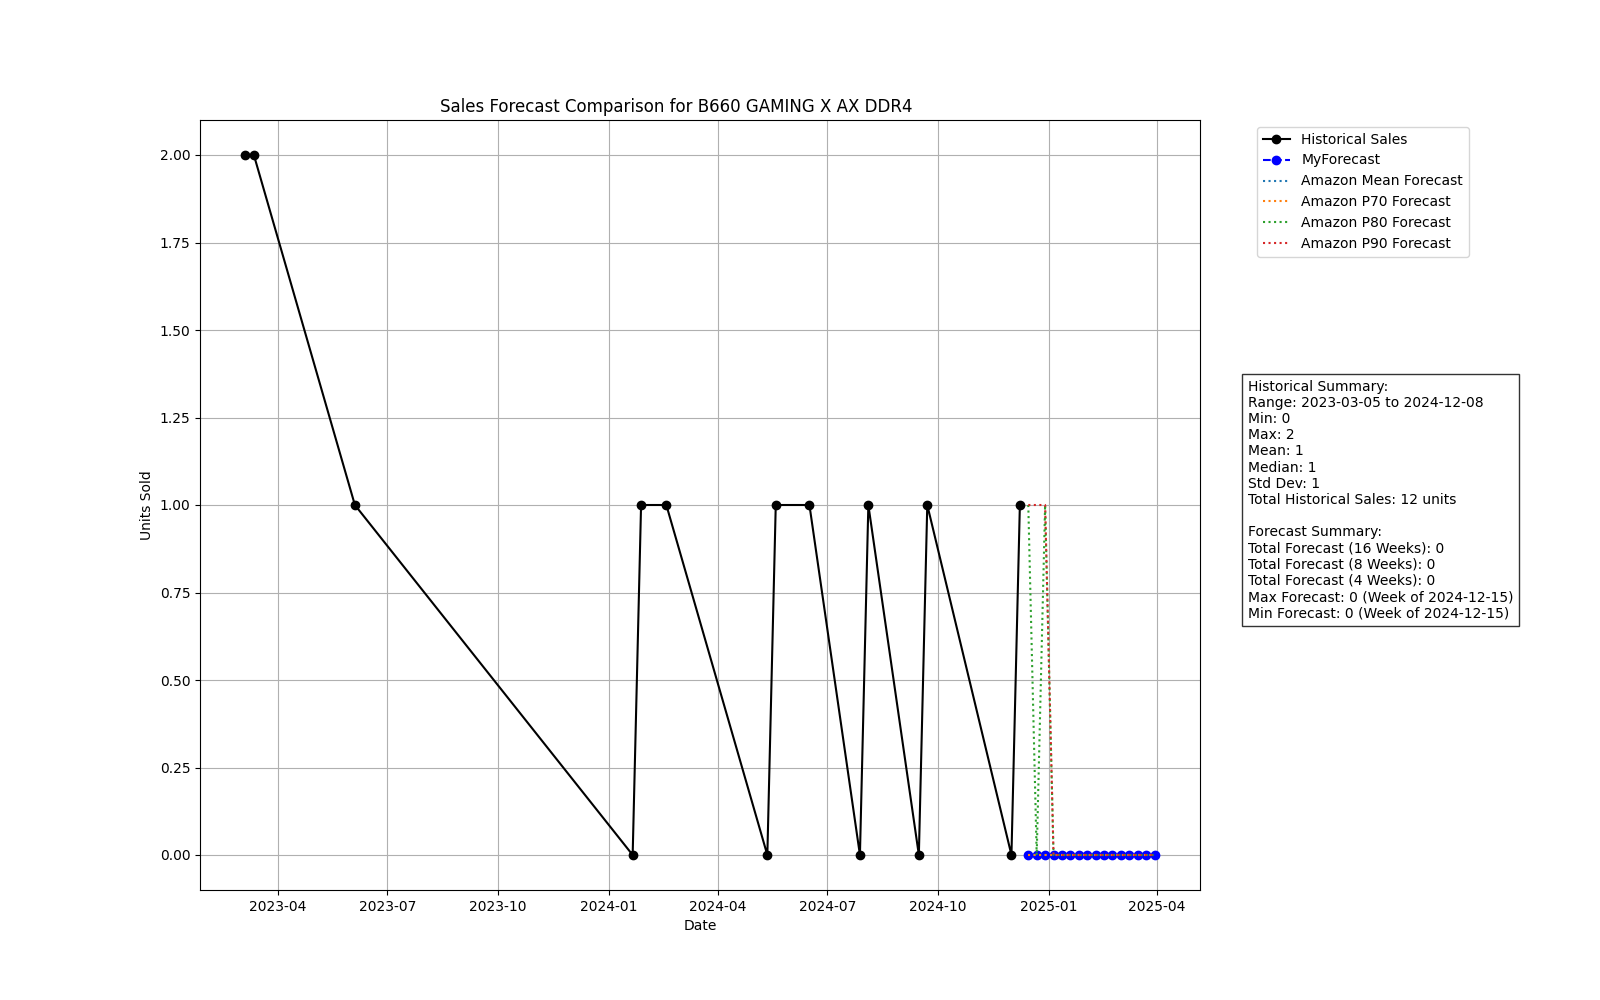 Sales Forecast Comparison for B660 GAMING X AX DDR4
Historical Sales
MyForecast
Amazon Mean Forecast
Amazon P70 Forecast
Amazon P80 Forecast
Amazon P90 Forecast
2.00
1.75
1.50
1.25
1.00
0.75
0.50
0.25
0.00
Units Sold
2023-04
2023-07
2023-10
2024-01
2024-04
2024-07
2024-10
2025-01
2025-04
Date
Historical Summary:
Range: 2023-03-05 to 2024-12-08
Min: 0
Max: 2
Mean: 1
Median: 1
Std Dev: 1
Total Historical Sales: 12 units
Forecast Summary:
Total Forecast (16 Weeks): 0
Total Forecast (8 Weeks): 0
Total Forecast (4 Weeks): 0
Max Forecast: 0 (Week of 2024-12-15)
Min Forecast: 0 (Week of 2024-12-15)